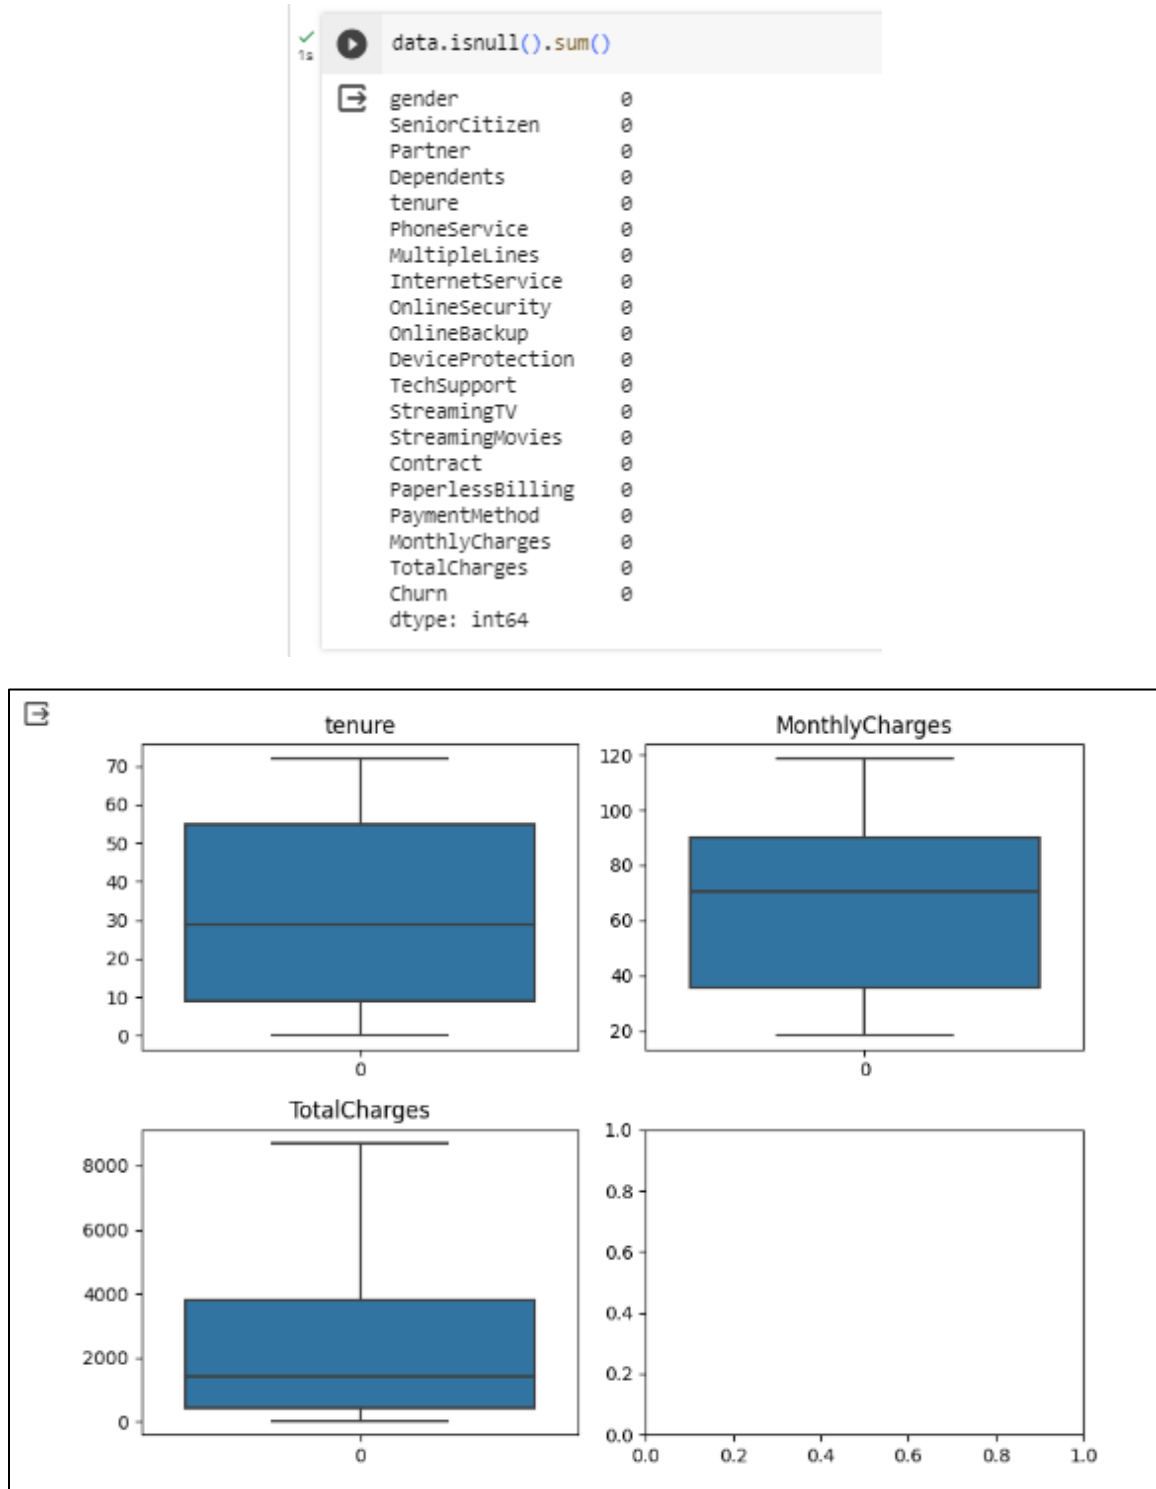 data.isnull().sum()
1s
gender 0
SeniorCitizen 0
Partner 0
Dependents 0
tenure 0
PhoneService 0
MultipleLines 0
InternetService 0
OnlineSecurity 0
OnlineBackup 0
DeviceProtection 0
TechSupport 0
StreamingTV 0
StreamingMovies 0
Contract 0
PaperlessBilling 0
PaymentMethod 0
MonthlyCharges 0
TotalCharges 0
Churn 0
dtype: int64
tenure
70
60
50
40
30
20
10
0
0
MonthlyCharges
120
100
80
60
40
20
0
TotalCharges
8000
6000
4000
2000
0
0
1.0
0.8
0.6
0.4
0.2
0.0
0.0 0.2 0.4 0.6 0.8 1.0